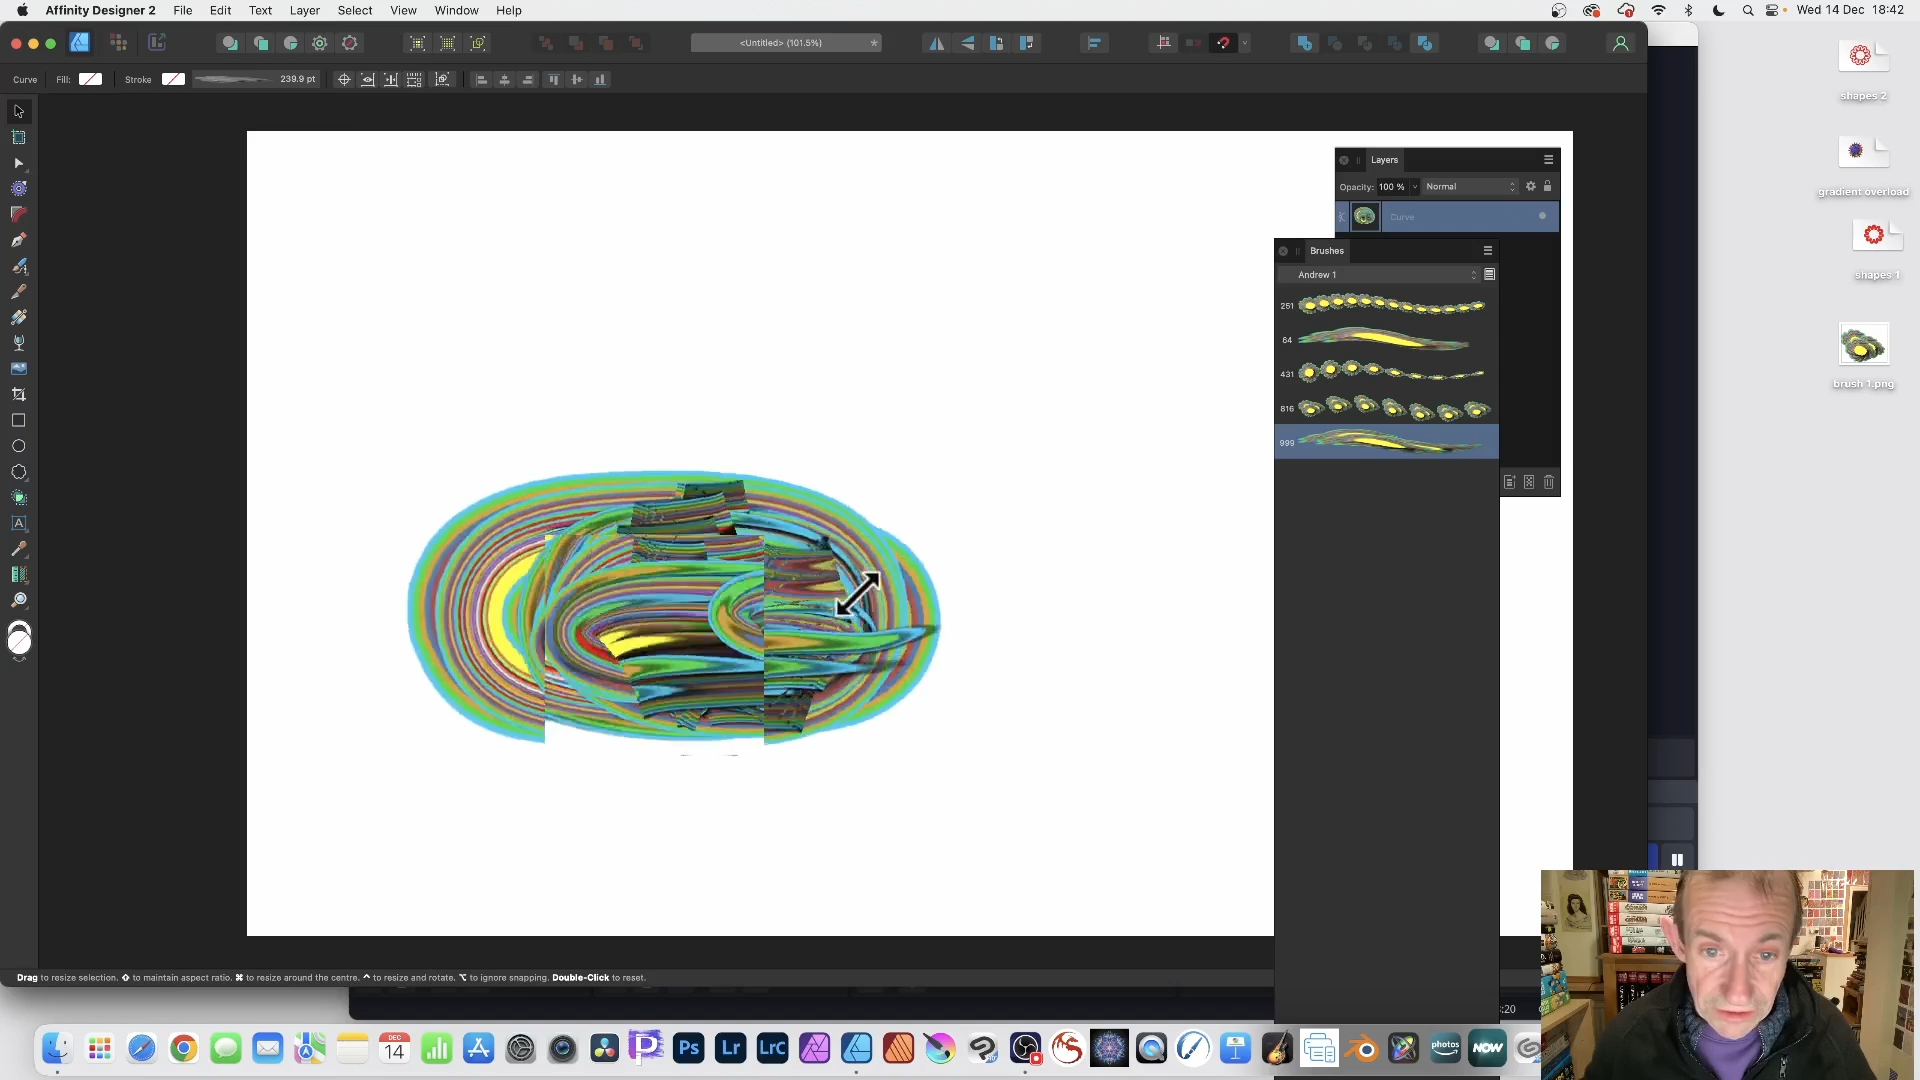 Affinity Designer 2 File Edit Text Layer Select View Window Help Wed 14 Dec 18:42
<Untitled> (101.5%) *
Curve Fill: Stroke 239.9 pt
shapes 2
gradient overload
shapes 1
brush 1.png
Layers
Opacity: 100 % Normal
Curve
Brushes
Andrew 1
251
64
431
816
999
A
Drag to resize selection. ⇧ to maintain aspect ratio. ⌘ to resize around the centre. ^ to resize and rotate. ⌥ to ignore snapping. Double-Click to reset.
:20
DEC
14
Ps Lr LrC photos NOW